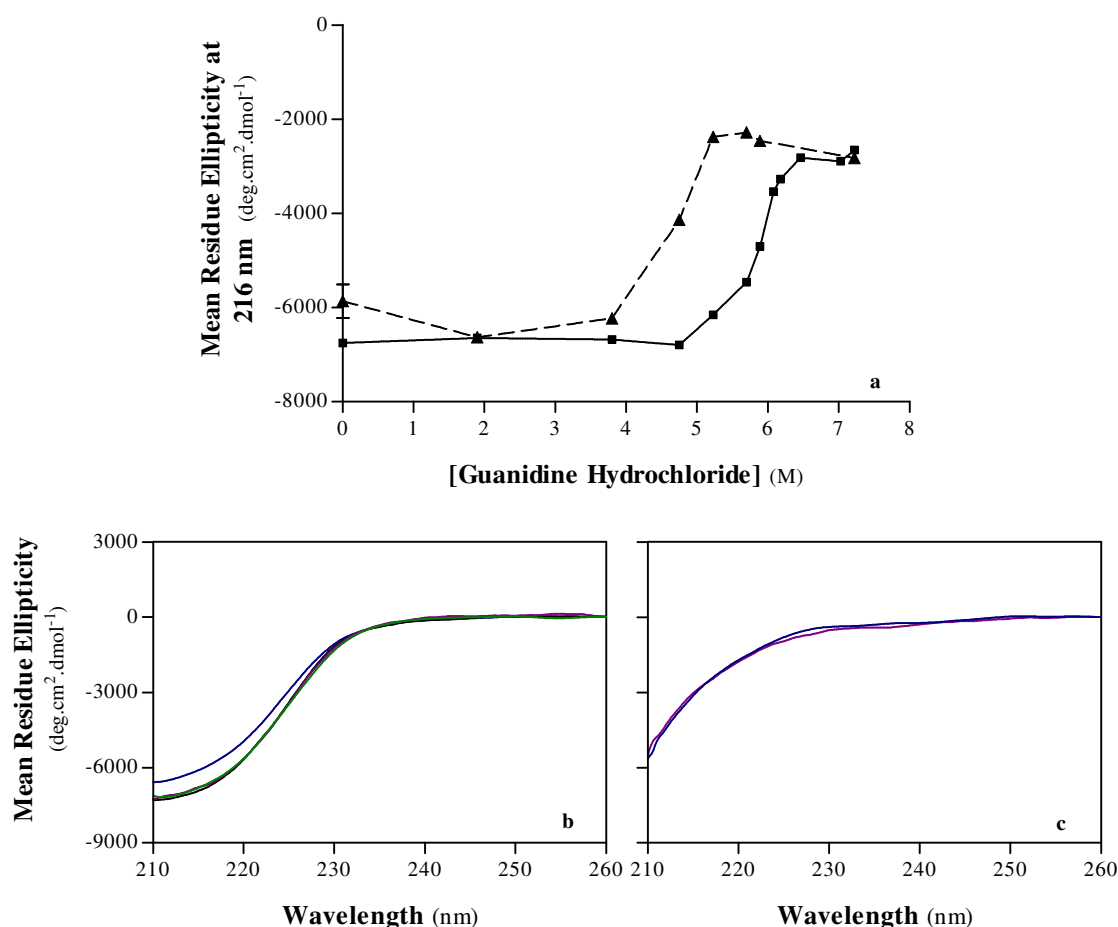 Mean Residue Ellipticity at
216 nm (deg.cm².dmol⁻¹)
0
-2000
-4000
-6000
-8000
0 1 2 3 4 5 6 7 8
a
[Guanidine Hydrochloride] (M)
Mean Residue Ellipticity
(deg.cm².dmol⁻¹)
3000
0
-3000
-6000
-9000
b
210 220 230 240 250 260
Wavelength (nm)
c
210 220 230 240 250 260
Wavelength (nm)